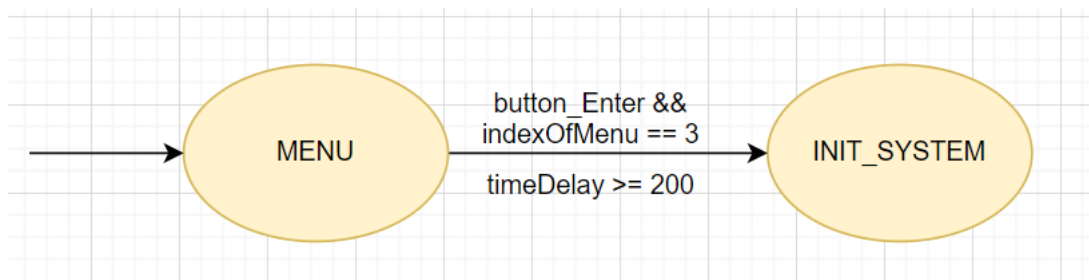 MENU
button_Enter &&
indexOfMenu == 3
timeDelay >= 200
INIT_SYSTEM